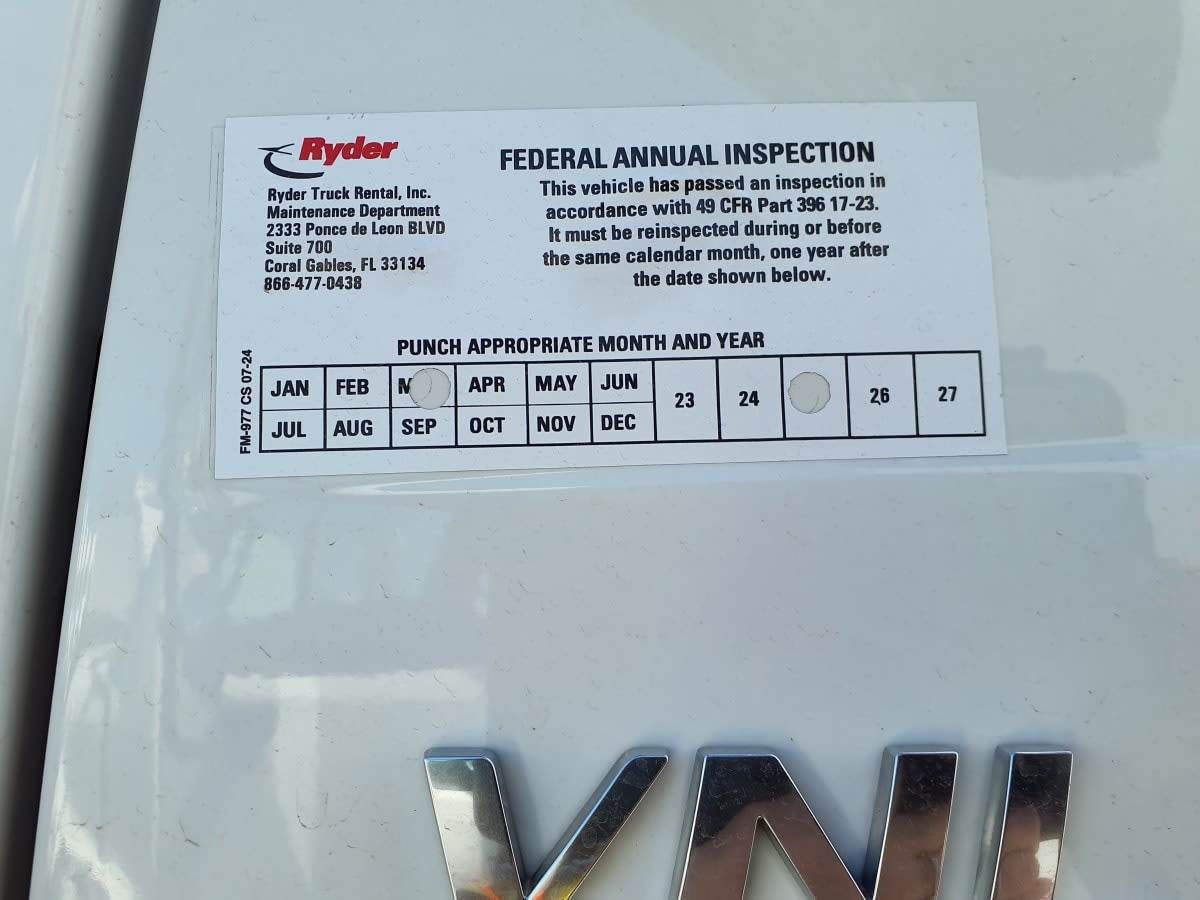 Ryder
Ryder Truck Rental, Inc.
Maintenance Department
2333 Ponce de Leon BLVD
Suite 700
Coral Gables, FL 33134
866-477-0438
FEDERAL ANNUAL INSPECTION
This vehicle has passed an inspection in
accordance with 49 CFR Part 396 17-23.
It must be reinspected during or before
the same calendar month, one year after
the date shown below.
PUNCH APPROPRIATE MONTH AND YEAR
FM-977 CS 07-24
JAN FEB M APR MAY JUN 23 24 26 27
JUL AUG SEP OCT NOV DEC